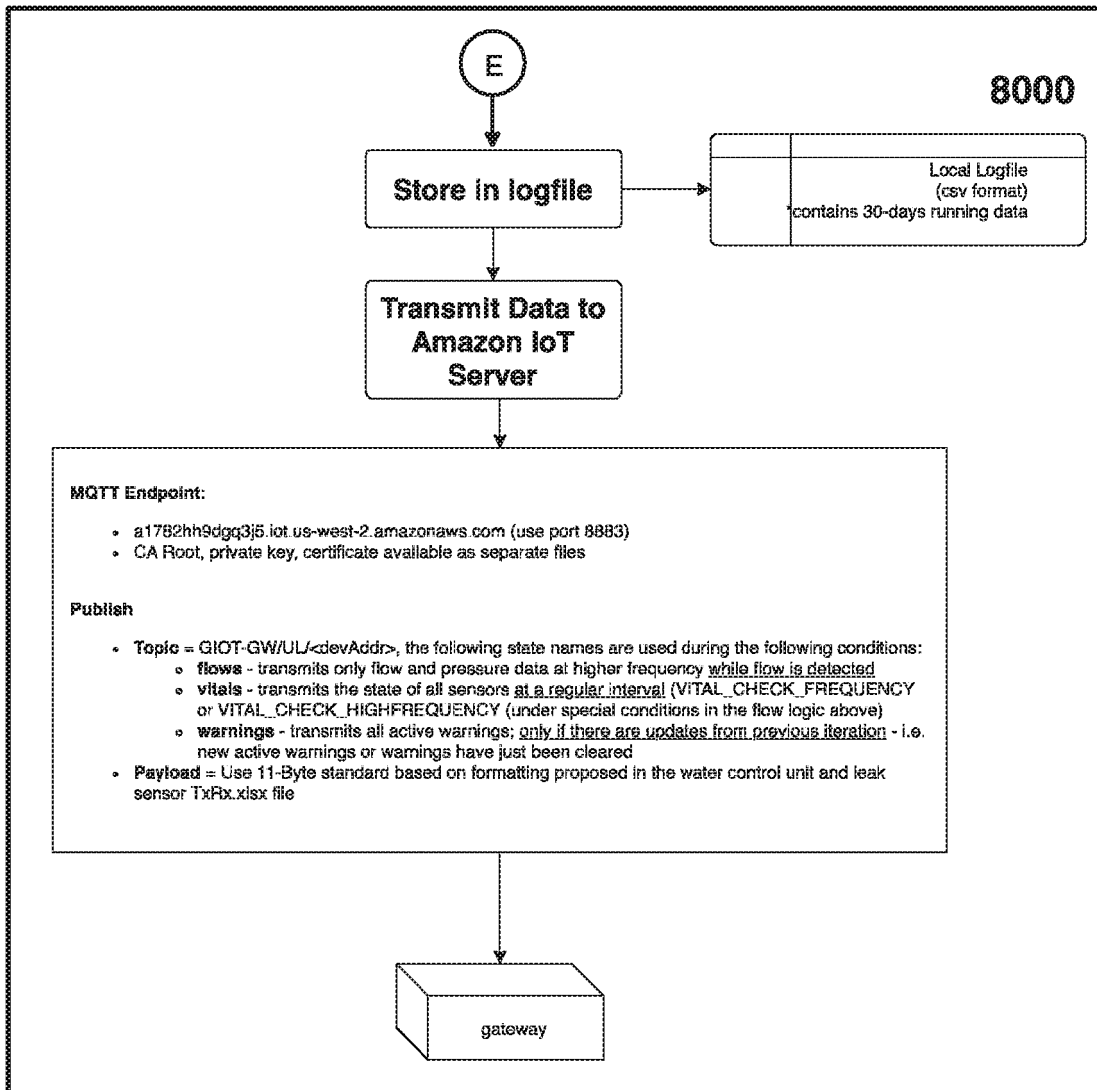 E
8000
Store in logfile
Local Logfile
(csv format)
*contains 30-days running data
Transmit Data to
Amazon IoT
Server
MQTT Endpoint:
• a1782hh9dgq3j5.iot.us-west-2.amazonaws.com (use port 8883)
• CA Root, private key, certificate available as separate files
Publish
• Topic = GIOT-GW/UL/<devAddr>, the following state names are used during the following conditions:
○ flows - transmits only flow and pressure data at higher frequency while flow is detected
○ vitals - transmits the state of all sensors at a regular interval (VITAL_CHECK_FREQUENCY
or VITAL_CHECK_HIGHFREQUENCY (under special conditions in the flow logic above)
○ warnings - transmits all active warnings; only if there are updates from previous iteration - i.e.
new active warnings or warnings have just been cleared
• Payload = Use 11-Byte standard based on formatting proposed in the water control unit and leak
sensor TxRx.xlsx file
gateway